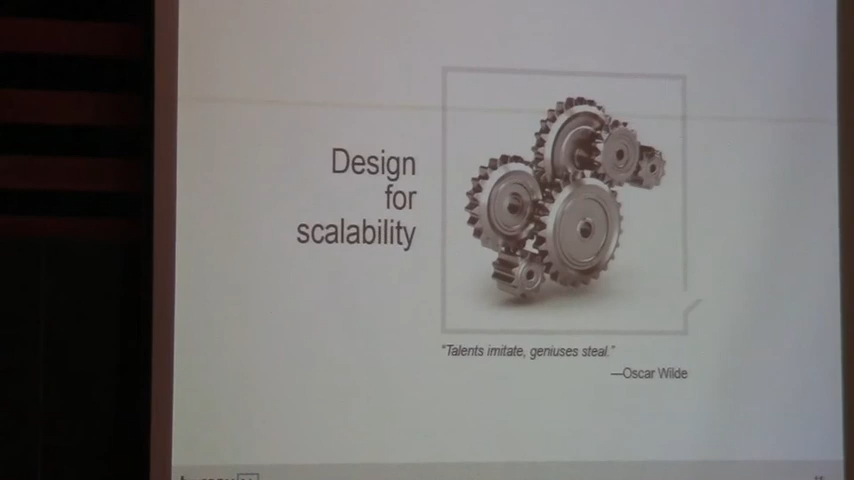 Design
for
scalability
“Talents imitate, geniuses steal.”
—Oscar Wilde